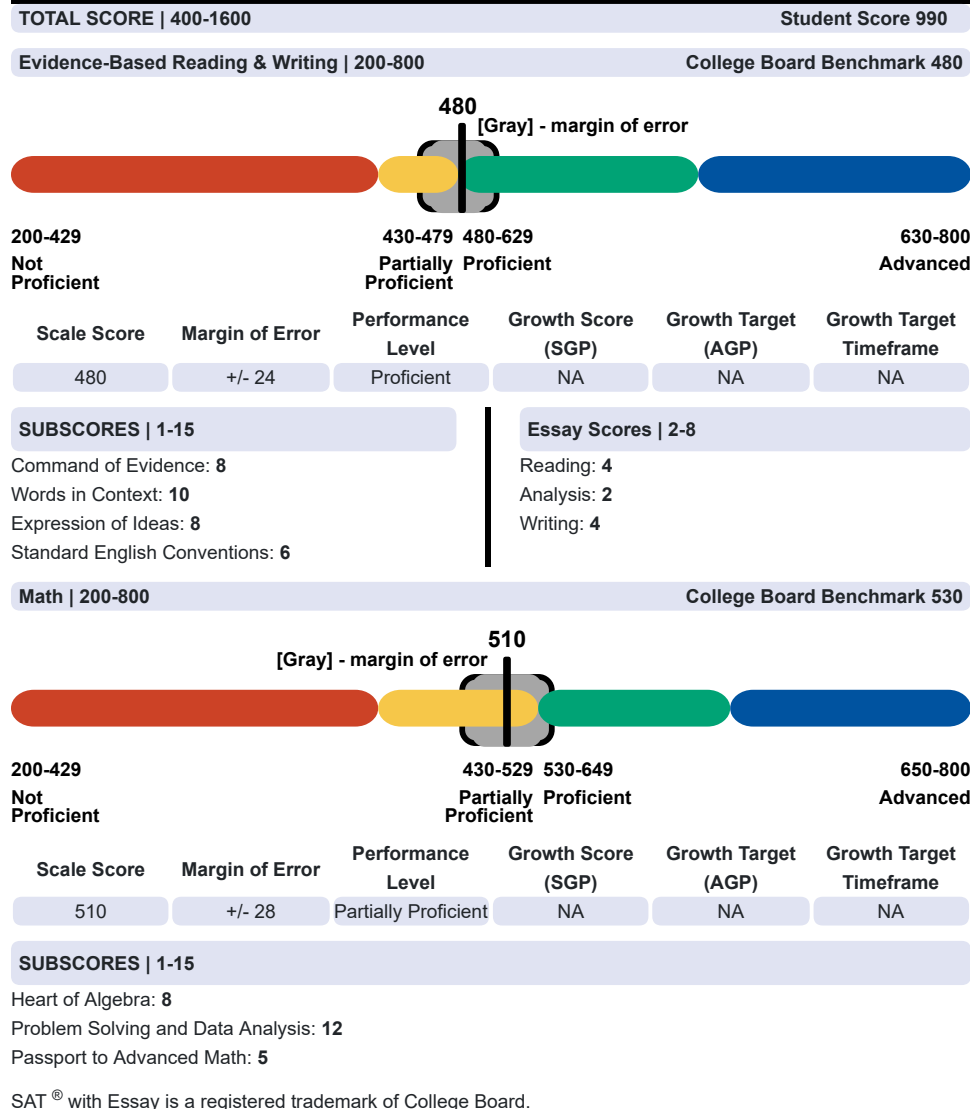 TOTAL SCORE | 400-1600 Student Score 990
Evidence-Based Reading & Writing | 200-800 College Board Benchmark 480
480
[Gray] - margin of error
200-429 430-479 480-629 630-800
Not Proficient Partially Proficient Proficient Advanced
Scale Score Margin of Error Performance Level Growth Score (SGP) Growth Target (AGP) Growth Target Timeframe
480 +/- 24 Proficient NA NA NA
SUBSCORES | 1-15
Command of Evidence: 8
Words in Context: 10
Expression of Ideas: 8
Standard English Conventions: 6
Essay Scores | 2-8
Reading: 4
Analysis: 2
Writing: 4
Math | 200-800 College Board Benchmark 530
510
[Gray] - margin of error
200-429 430-529 530-649 650-800
Not Proficient Partially Proficient Proficient Advanced
Scale Score Margin of Error Performance Level Growth Score (SGP) Growth Target (AGP) Growth Target Timeframe
510 +/- 28 Partially Proficient NA NA NA
SUBSCORES | 1-15
Heart of Algebra: 8
Problem Solving and Data Analysis: 12
Passport to Advanced Math: 5
SAT ® with Essay is a registered trademark of College Board.